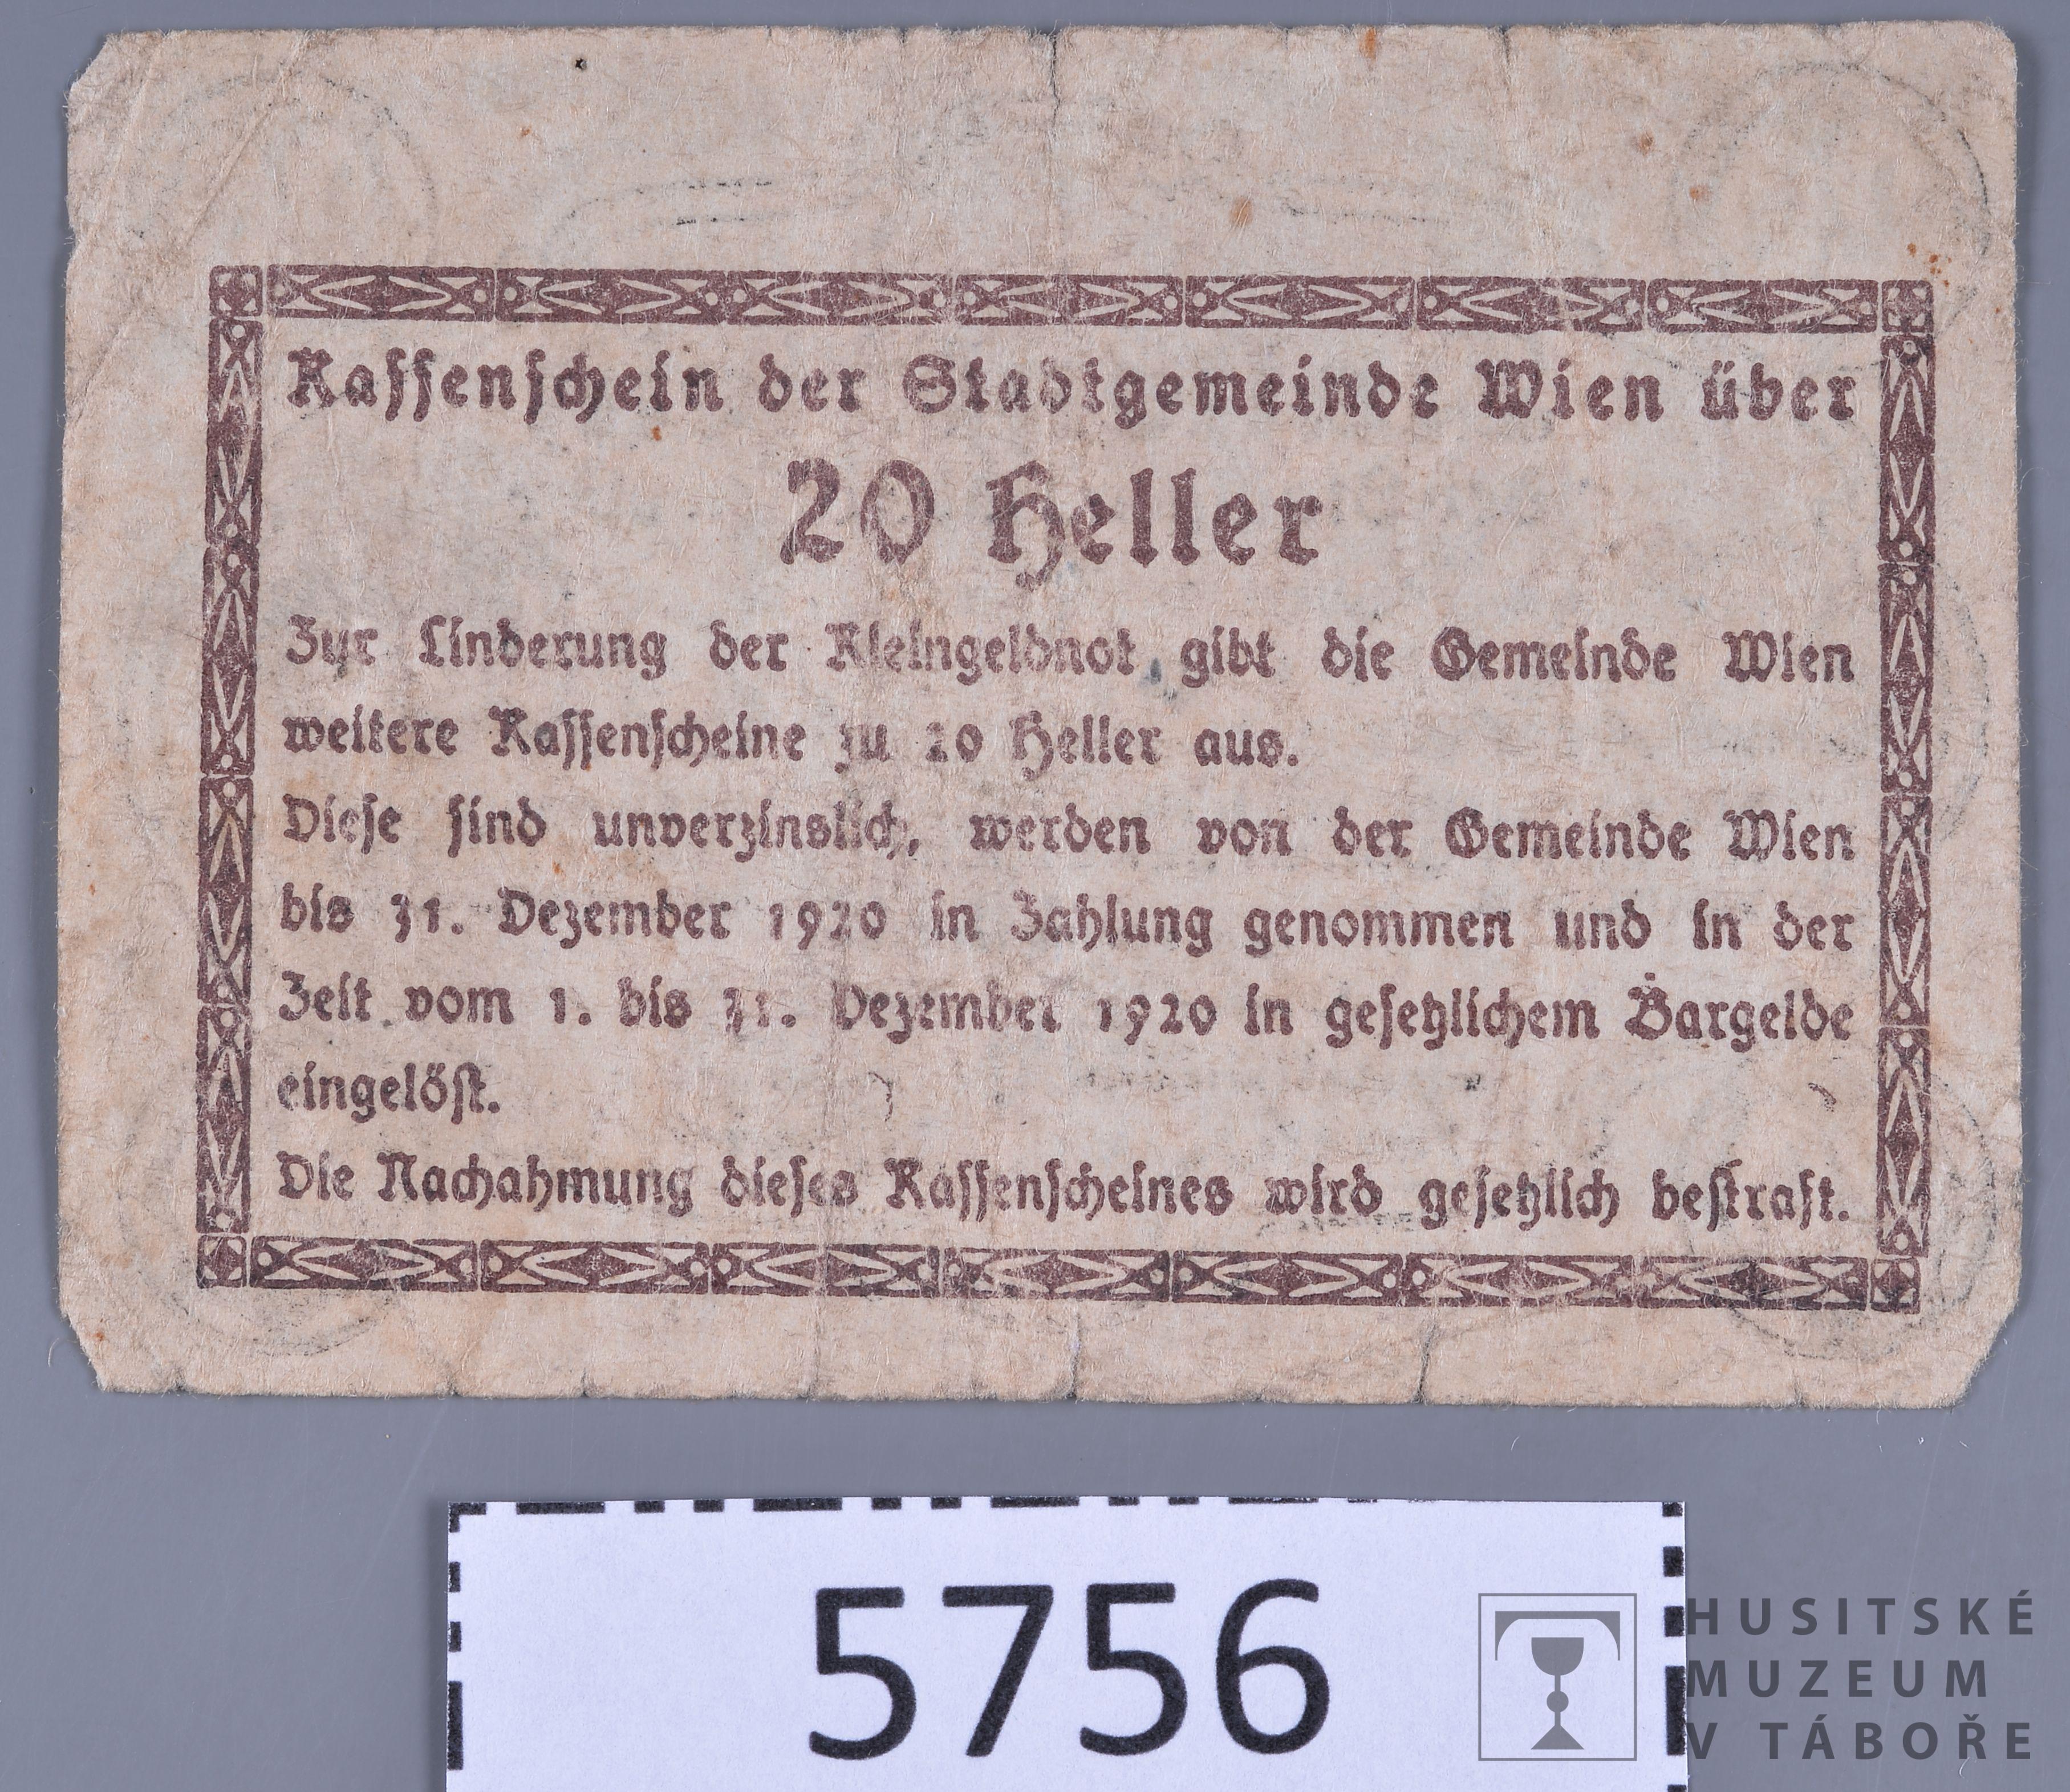 Kassenschein der Stadtgemeinde Wien über
20 Heller
Zur Linderung der Kleingeldnot gibt die Gemeinde Wien
weitere Kassenscheine zu 20 Heller aus.
Diese sind unverzinslich, werden von der Gemeinde Wien
bis 31. Dezember 1920 in Zahlung genommen und in der
Zeit vom 1. bis 31. Dezember 1920 in gesetzlichem Bargelde
eingelöst.
Die Nachahmung dieses Kassenscheines wird gesetzlich bestraft.
5756
HUSITSKÉ
MUZEUM
V TÁBOŘE